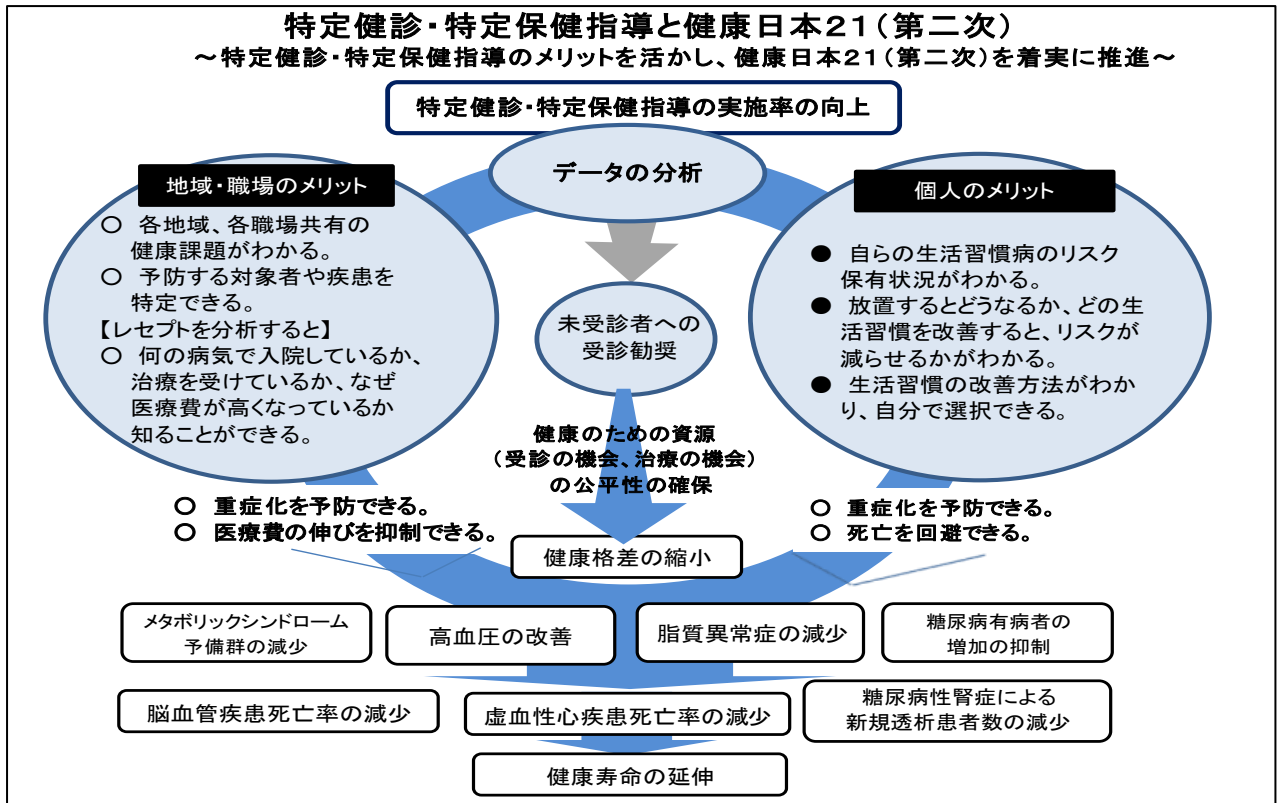 特定健診・特定保健指導と健康日本21（第二次）
～特定健診・特定保健指導のメリットを活かし、健康日本21（第二次）を着実に推進～
特定健診・特定保健指導の実施率の向上
データの分析
地域・職場のメリット
○ 各地域、各職場共有の
健康課題がわかる。
○ 予防する対象者や疾患を
特定できる。
【レセプトを分析すると】
○ 何の病気で入院しているか、
治療を受けているか、なぜ
医療費が高くなっているか
知ることができる。
個人のメリット
● 自らの生活習慣病のリスク
保有状況がわかる。
● 放置するとどうなるか、どの生
活習慣を改善すると、リスクが
減らせるかがわかる。
● 生活習慣の改善方法がわか
り、自分で選択できる。
未受診者への
受診勧奨
健康のための資源
（受診の機会、治療の機会）
の公平性の確保
○ 重症化を予防できる。
○ 医療費の伸びを抑制できる。
○ 重症化を予防できる。
○ 死亡を回避できる。
健康格差の縮小
メタボリックシンドローム
予備群の減少
高血圧の改善
脂質異常症の減少
糖尿病有病者の
増加の抑制
脳血管疾患死亡率の減少
虚血性心疾患死亡率の減少
糖尿病性腎症による
新規透析患者数の減少
健康寿命の延伸